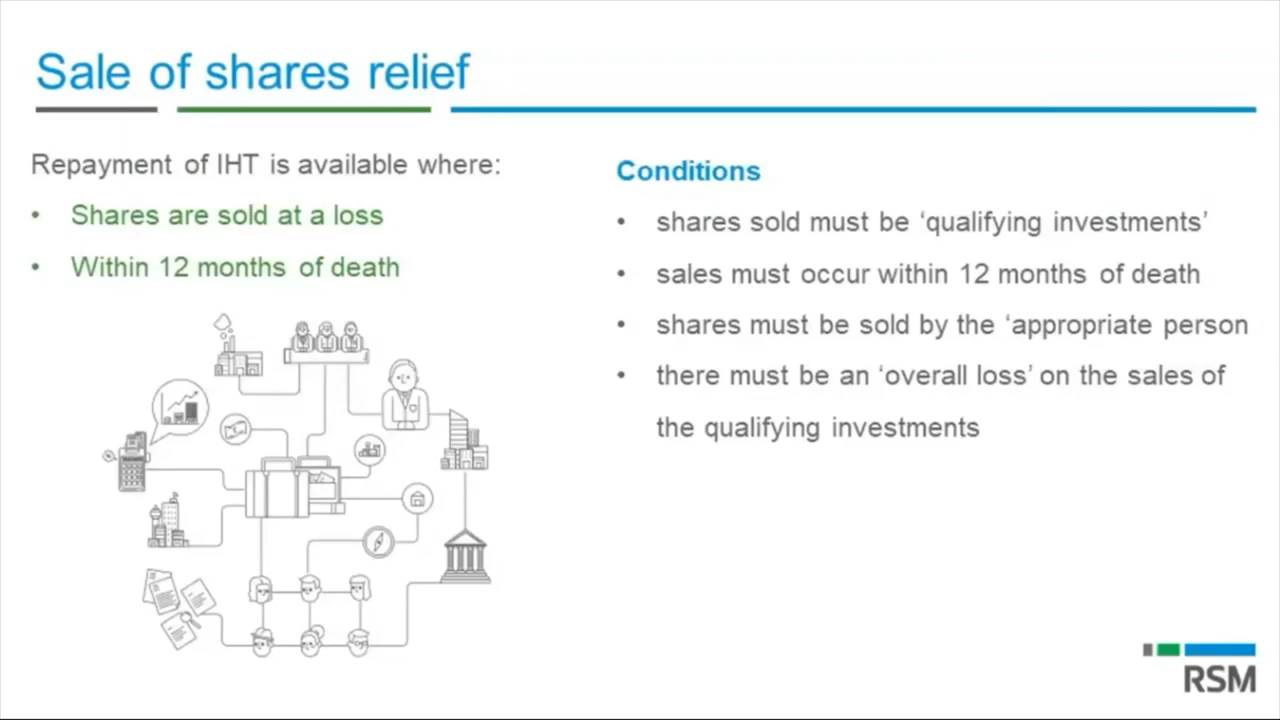 Sale of shares relief
Repayment of IHT is available where:
• Shares are sold at a loss
• Within 12 months of death
Conditions
• shares sold must be ‘qualifying investments’
• sales must occur within 12 months of death
• shares must be sold by the ‘appropriate person
• there must be an ‘overall loss’ on the sales of
the qualifying investments
RSM